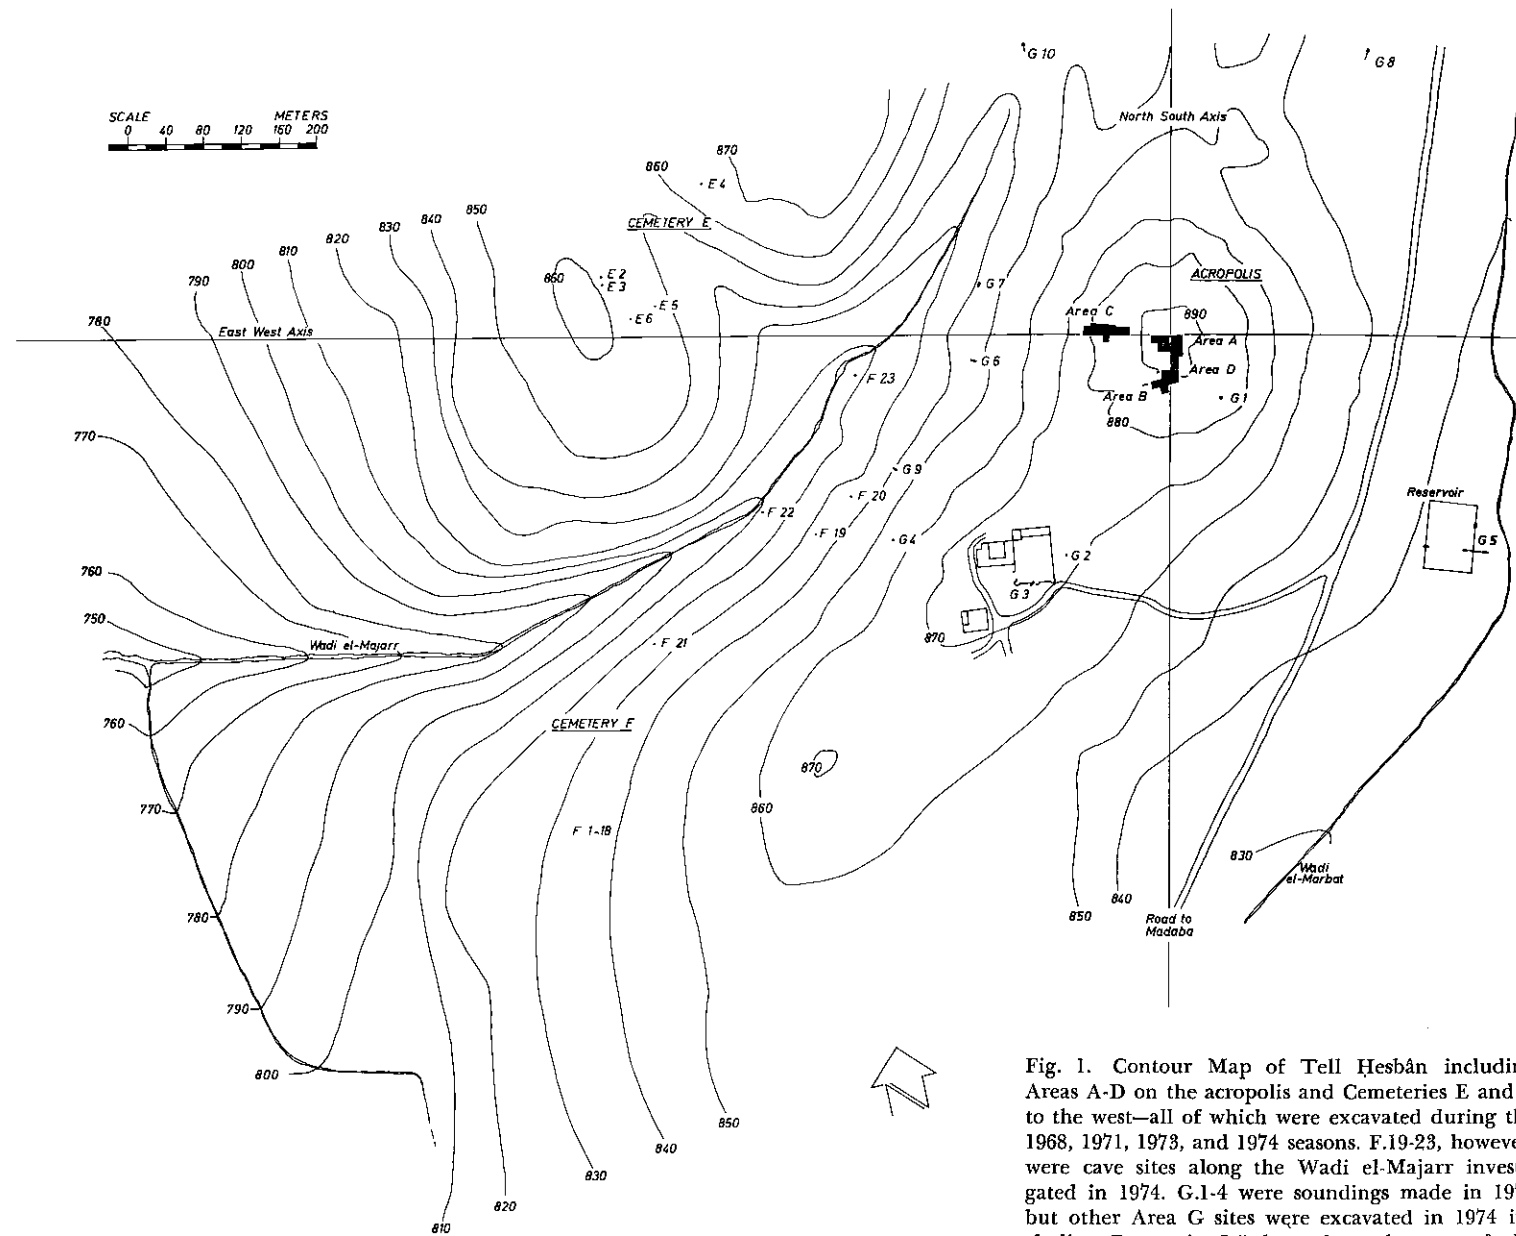 G 10
G 8
SCALE METERS
0 40 80 120 160 200
North South Axis
870
860
E 4
CEMETERY E
850
840
830
820
810
800
790
780
860
E 2
E 3
E 5
E 6
East West Axis
G 7
ACROPOLIS
Area C
890
Area A
Area D
Area B
880
G 1
G 6
F 23
770
G 9
F 20
F 22
F 19
G 4
Reservoir
G 5
G 2
G 3
760
750
Wadi el-Majarr
870
F 21
760
CEMETERY F
870
770
860
F 1-18
830
Wadi
el-Marbat
840
850
780
Road to
Madaba
790
800
850
840
830
820
810
Fig. 1. Contour Map of Tell Ḥesbân includin
Areas A-D on the acropolis and Cemeteries E and
to the west—all of which were excavated during th
1968, 1971, 1973, and 1974 seasons. F.19-23, howeve
were cave sites along the Wadi el-Majarr invest
gated in 1974. G.1-4 were soundings made in 19
but other Area G sites were excavated in 1974 i